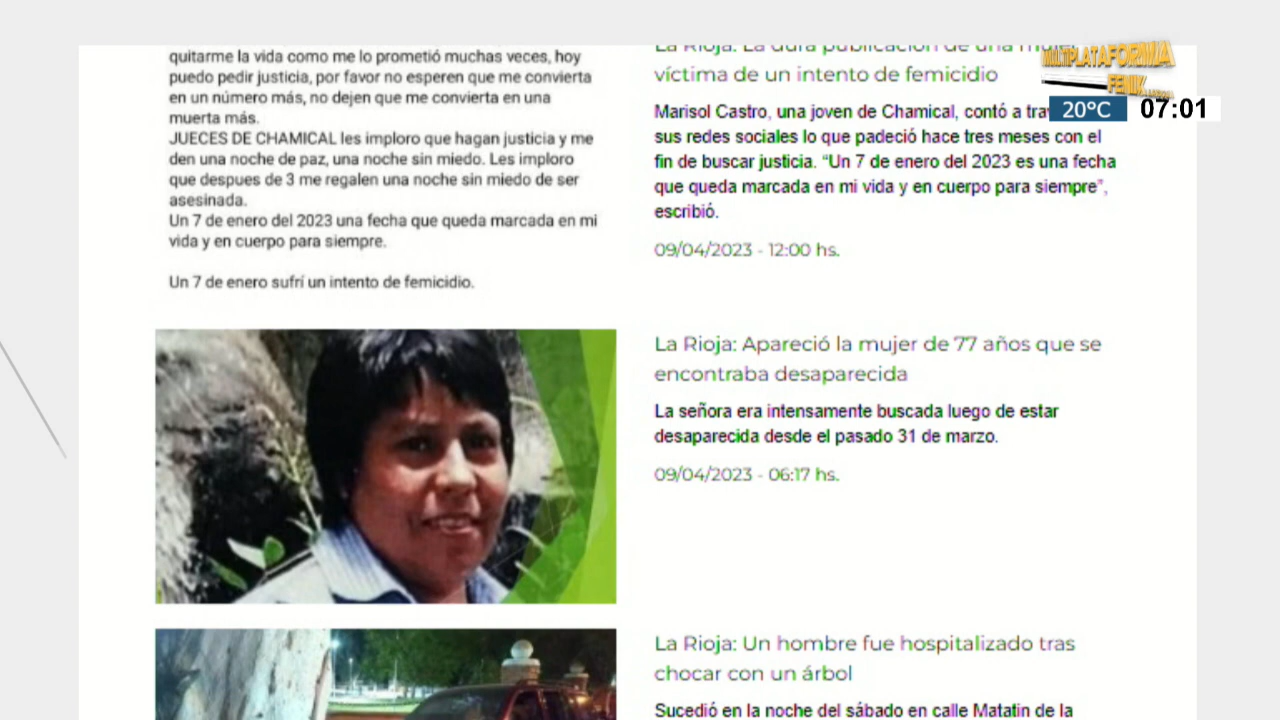 quitarme la vida como me lo prometió muchas veces, hoy
puedo pedir justicia, por favor no esperen que me convierta
en un número más, no dejen que me convierta en una
muerta más.
JUECES DE CHAMICAL les imploro que hagan justicia y me
den una noche de paz, una noche sin miedo. Les imploro
que despues de 3 me regalen una noche sin miedo de ser
asesinada.
Un 7 de enero del 2023 una fecha que queda marcada en mi
vida y en cuerpo para siempre.
Un 7 de enero sufrí un intento de femicidio.
La Rioja: La dura publicación de una mujer
víctima de un intento de femicidio
Marisol Castro, una joven de Chamical, contó a tra
sus redes sociales lo que padeció hace tres meses con el
fin de buscar justicia. “Un 7 de enero del 2023 es una fecha
que queda marcada en mi vida y en cuerpo para siempre”,
escribió.
09/04/2023 - 12:00 hs.
MULTIPLATAFORMA
FENIX
20°C 07:01
La Rioja: Apareció la mujer de 77 años que se
encontraba desaparecida
La señora era intensamente buscada luego de estar
desaparecida desde el pasado 31 de marzo.
09/04/2023 - 06:17 hs.
La Rioja: Un hombre fue hospitalizado tras
chocar con un árbol
Sucedió en la noche del sábado en calle Matatin de la